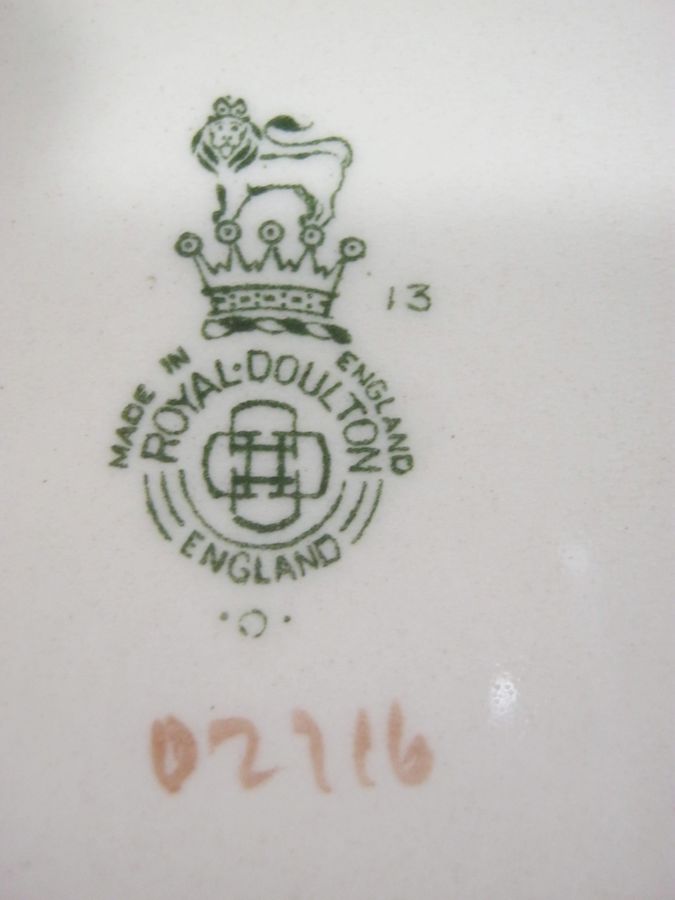 13
MADE IN ENGLAND
ROYAL·DOULTON
ENGLAND
·O·
D2716